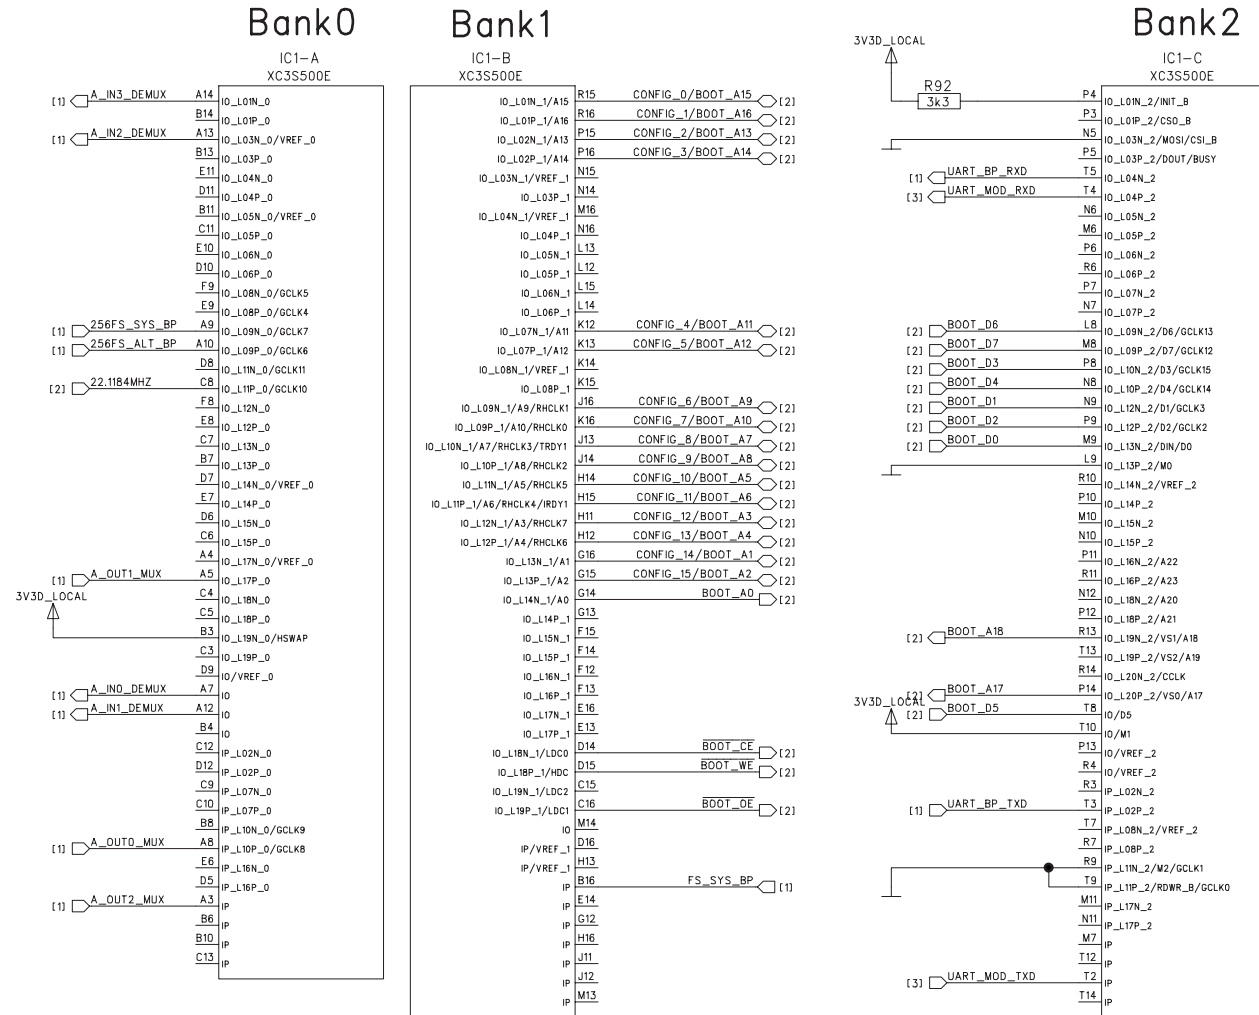 Bank0
IC1-A
XC3S500E
[1] A_IN3_DEMUX A14 IO_L01N_0
B14 IO_L01P_0
[1] A_IN2_DEMUX A13 IO_L03N_0/VREF_0
B13 IO_L03P_0
E11 IO_L04N_0
D11 IO_L04P_0
B11 IO_L05N_0/VREF_0
C11 IO_L05P_0
E10 IO_L06N_0
D10 IO_L06P_0
F9 IO_L08N_0/GCLK5
E9 IO_L08P_0/GCLK4
[1] 256FS_SYS_BP A9 IO_L09N_0/GCLK7
[1] 256FS_ALT_BP A10 IO_L09P_0/GCLK6
D8 IO_L11N_0/GCLK11
[2] 22.1184MHZ C8 IO_L11P_0/GCLK10
F8 IO_L12N_0
E8 IO_L12P_0
C7 IO_L13N_0
B7 IO_L13P_0
D7 IO_L14N_0/VREF_0
E7 IO_L14P_0
D6 IO_L15N_0
C6 IO_L15P_0
A4 IO_L17N_0/VREF_0
[1] A_OUT1_MUX A5 IO_L17P_0
3V3D_LOCAL
C4 IO_L18N_0
C5 IO_L18P_0
B3 IO_L19N_0/HSWAP
C3 IO_L19P_0
D9 IO/VREF_0
[1] A_IN0_DEMUX A7 IO
[1] A_IN1_DEMUX A12 IO
B4 IO
C12 IP_L02N_0
D12 IP_L02P_0
C9 IP_L07N_0
C10 IP_L07P_0
B8 IP_L10N_0/GCLK9
[1] A_OUT0_MUX A8 IP_L10P_0/GCLK8
E6 IP_L16N_0
D5 IP_L16P_0
[1] A_OUT2_MUX A3 IP
B6 IP
B10 IP
C13 IP
Bank1
IC1-B
XC3S500E
IO_L01N_1/A15 R15 CONFIG_0/BOOT_A15 [2]
IO_L01P_1/A16 R16 CONFIG_1/BOOT_A16 [2]
IO_L02N_1/A13 P15 CONFIG_2/BOOT_A13 [2]
IO_L02P_1/A14 P16 CONFIG_3/BOOT_A14 [2]
IO_L03N_1/VREF_1 N15
IO_L03P_1 N14
IO_L04N_1/VREF_1 M16
IO_L04P_1 N16
IO_L05N_1 L13
IO_L05P_1 L12
IO_L06N_1 L15
IO_L06P_1 L14
IO_L07N_1/A11 K12 CONFIG_4/BOOT_A11 [2]
IO_L07P_1/A12 K13 CONFIG_5/BOOT_A12 [2]
IO_L08N_1/VREF_1 K14
IO_L08P_1 K15
IO_L09N_1/A9/RHCLK1 J16 CONFIG_6/BOOT_A9 [2]
IO_L09P_1/A10/RHCLK0 K16 CONFIG_7/BOOT_A10 [2]
IO_L10N_1/A7/RHCLK3/TRDY1 J13 CONFIG_8/BOOT_A7 [2]
IO_L10P_1/A8/RHCLK2 J14 CONFIG_9/BOOT_A8 [2]
IO_L11N_1/A5/RHCLK5 H14 CONFIG_10/BOOT_A5 [2]
IO_L11P_1/A6/RHCLK4/IRDY1 H15 CONFIG_11/BOOT_A6 [2]
IO_L12N_1/A3/RHCLK7 H11 CONFIG_12/BOOT_A3 [2]
IO_L12P_1/A4/RHCLK6 H12 CONFIG_13/BOOT_A4 [2]
IO_L13N_1/A1 G16 CONFIG_14/BOOT_A1 [2]
IO_L13P_1/A2 G15 CONFIG_15/BOOT_A2 [2]
IO_L14N_1/A0 G14 BOOT_A0 [2]
IO_L14P_1 G13
IO_L15N_1 F15
IO_L15P_1 F14
IO_L16N_1 F12
IO_L16P_1 F13
IO_L17N_1 E16
IO_L17P_1 E13
IO_L18N_1/LDC0 D14 BOOT_CE [2]
IO_L18P_1/HDC D15 BOOT_WE [2]
IO_L19N_1/LDC2 C15
IO_L19P_1/LDC1 C16 BOOT_OE [2]
IO M14
IP/VREF_1 D16
IP/VREF_1 H13
IP B16 FS_SYS_BP [1]
IP E14
IP G12
IP H16
IP J11
IP J12
IP M13
Bank2
IC1-C
XC3S500E
3V3D_LOCAL
R92
3k3
P4 IO_L01N_2/INIT_B
P3 IO_L01P_2/CSO_B
N5 IO_L03N_2/MOSI/CSI_B
P5 IO_L03P_2/DOUT/BUSY
[1] UART_BP_RXD T5 IO_L04N_2
[3] UART_MOD_RXD T4 IO_L04P_2
N6 IO_L05N_2
M6 IO_L05P_2
P6 IO_L06N_2
R6 IO_L06P_2
P7 IO_L07N_2
N7 IO_L07P_2
[2] BOOT_D6 L8 IO_L09N_2/D6/GCLK13
[2] BOOT_D7 M8 IO_L09P_2/D7/GCLK12
[2] BOOT_D3 P8 IO_L10N_2/D3/GCLK15
[2] BOOT_D4 N8 IO_L10P_2/D4/GCLK14
[2] BOOT_D1 N9 IO_L12N_2/D1/GCLK3
[2] BOOT_D2 P9 IO_L12P_2/D2/GCLK2
[2] BOOT_D0 M9 IO_L13N_2/DIN/D0
L9 IO_L13P_2/M0
R10 IO_L14N_2/VREF_2
P10 IO_L14P_2
M10 IO_L15N_2
N10 IO_L15P_2
P11 IO_L16N_2/A22
R11 IO_L16P_2/A23
N12 IO_L18N_2/A20
P12 IO_L18P_2/A21
[2] BOOT_A18 R13 IO_L19N_2/VS1/A18
T13 IO_L19P_2/VS2/A19
R14 IO_L20N_2/CCLK
[2] BOOT_A17 P14 IO_L20P_2/VS0/A17
3V3D_LOCAL
[2] BOOT_D5 T8 IO/D5
T10 IO/M1
P13 IO/VREF_2
R4 IO/VREF_2
R3 IP_L02N_2
[1] UART_BP_TXD T3 IP_L02P_2
T7 IP_L08N_2/VREF_2
R7 IP_L08P_2
R9 IP_L11N_2/M2/GCLK1
T9 IP_L11P_2/RDWR_B/GCLK0
M11 IP_L17N_2
N11 IP_L17P_2
M7 IP
T12 IP
[3] UART_MOD_TXD T2 IP
T14 IP